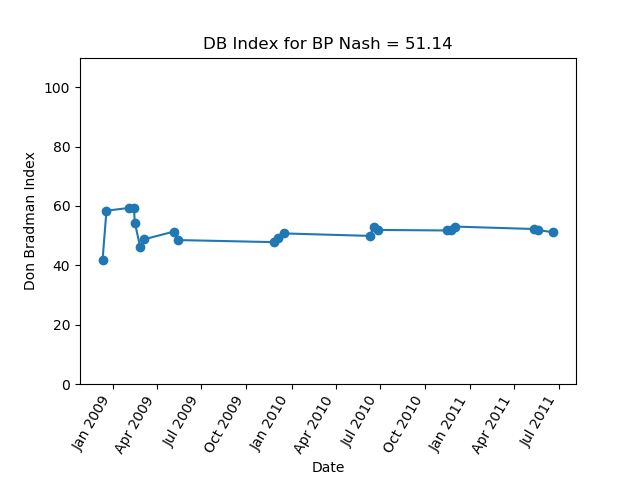 DB Index for BP Nash = 51.14
Don Bradman Index
100
80
60
40
20
0
Jan 2009
Apr 2009
Jul 2009
Oct 2009
Jan 2010
Apr 2010
Jul 2010
Oct 2010
Jan 2011
Apr 2011
Jul 2011
Date